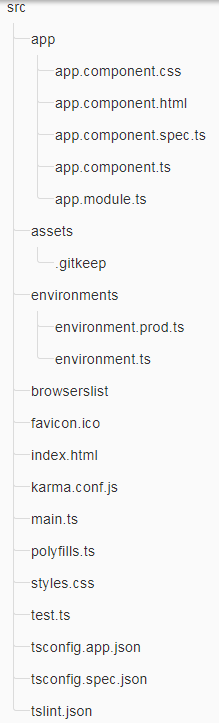 src
app
app.component.css
app.component.html
app.component.spec.ts
app.component.ts
app.module.ts
assets
.gitkeep
environments
environment.prod.ts
environment.ts
browserslist
favicon.ico
index.html
karma.conf.js
main.ts
polyfills.ts
styles.css
test.ts
tsconfig.app.json
tsconfig.spec.json
tslint.json